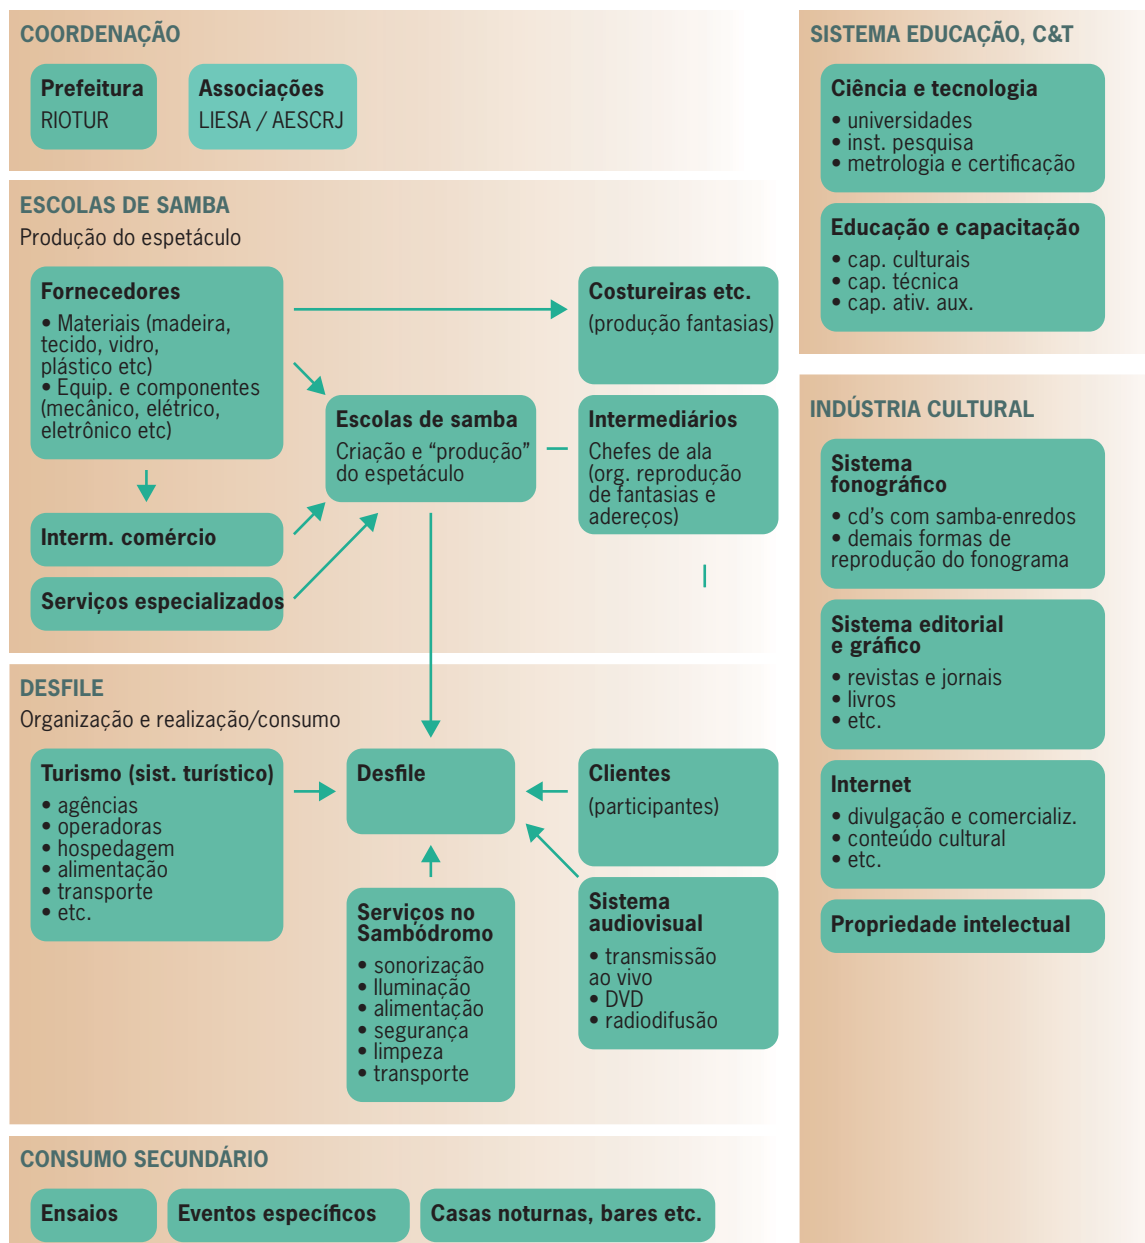 COORDENAÇÃO
Prefeitura
RIOTUR
Associações
LIESA / AESCRJ
ESCOLAS DE SAMBA
Produção do espetáculo
Fornecedores
• Materiais (madeira,
tecido, vidro,
plástico etc)
• Equip. e componentes
(mecânico, elétrico,
eletrônico etc)
Costureiras etc.
(produção fantasias)
Escolas de samba
Criação e “produção”
do espetáculo
Intermediários
Chefes de ala
(org. reprodução
de fantasias e
adereços)
Interm. comércio
Serviços especializados
DESFILE
Organização e realização/consumo
Turismo (sist. turístico)
• agências
• operadoras
• hospedagem
• alimentação
• transporte
• etc.
Desfile
Clientes
(participantes)
Serviços no
Sambódromo
• sonorização
• lluminação
• alimentação
• segurança
• limpeza
• transporte
Sistema
audiovisual
• transmissão
ao vivo
• DVD
• radiodifusão
CONSUMO SECUNDÁRIO
Ensaios
Eventos específicos
Casas noturnas, bares etc.
SISTEMA EDUCAÇÃO, C&T
Ciência e tecnologia
• universidades
• inst. pesquisa
• metrologia e certificação
Educação e capacitação
• cap. culturais
• cap. técnica
• cap. ativ. aux.
INDÚSTRIA CULTURAL
Sistema
fonográfico
• cd's com samba-enredos
• demais formas de
reprodução do fonograma
Sistema editorial
e gráfico
• revistas e jornais
• livros
• etc.
Internet
• divulgação e comercializ.
• conteúdo cultural
• etc.
Propriedade intelectual